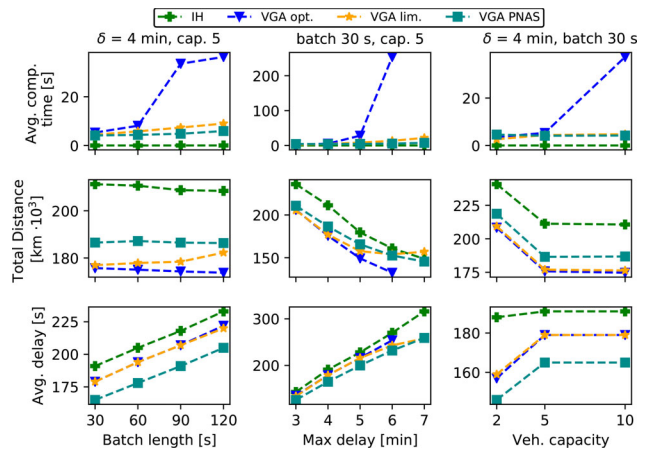 IH VGA opt. VGA lim. VGA PNAS
δ = 4 min, cap. 5 batch 30 s, cap. 5 δ = 4 min, batch 30 s
Avg. comp.
time [s]
20
0
200
100
0
20
0
Total Distance
[km ·10³]
200
180
200
150
225
200
175
Avg. delay [s]
225
200
175
300
200
180
160
30 60 90 120 3 4 5 6 7 2 5 10
Batch length [s] Max delay [min] Veh. capacity